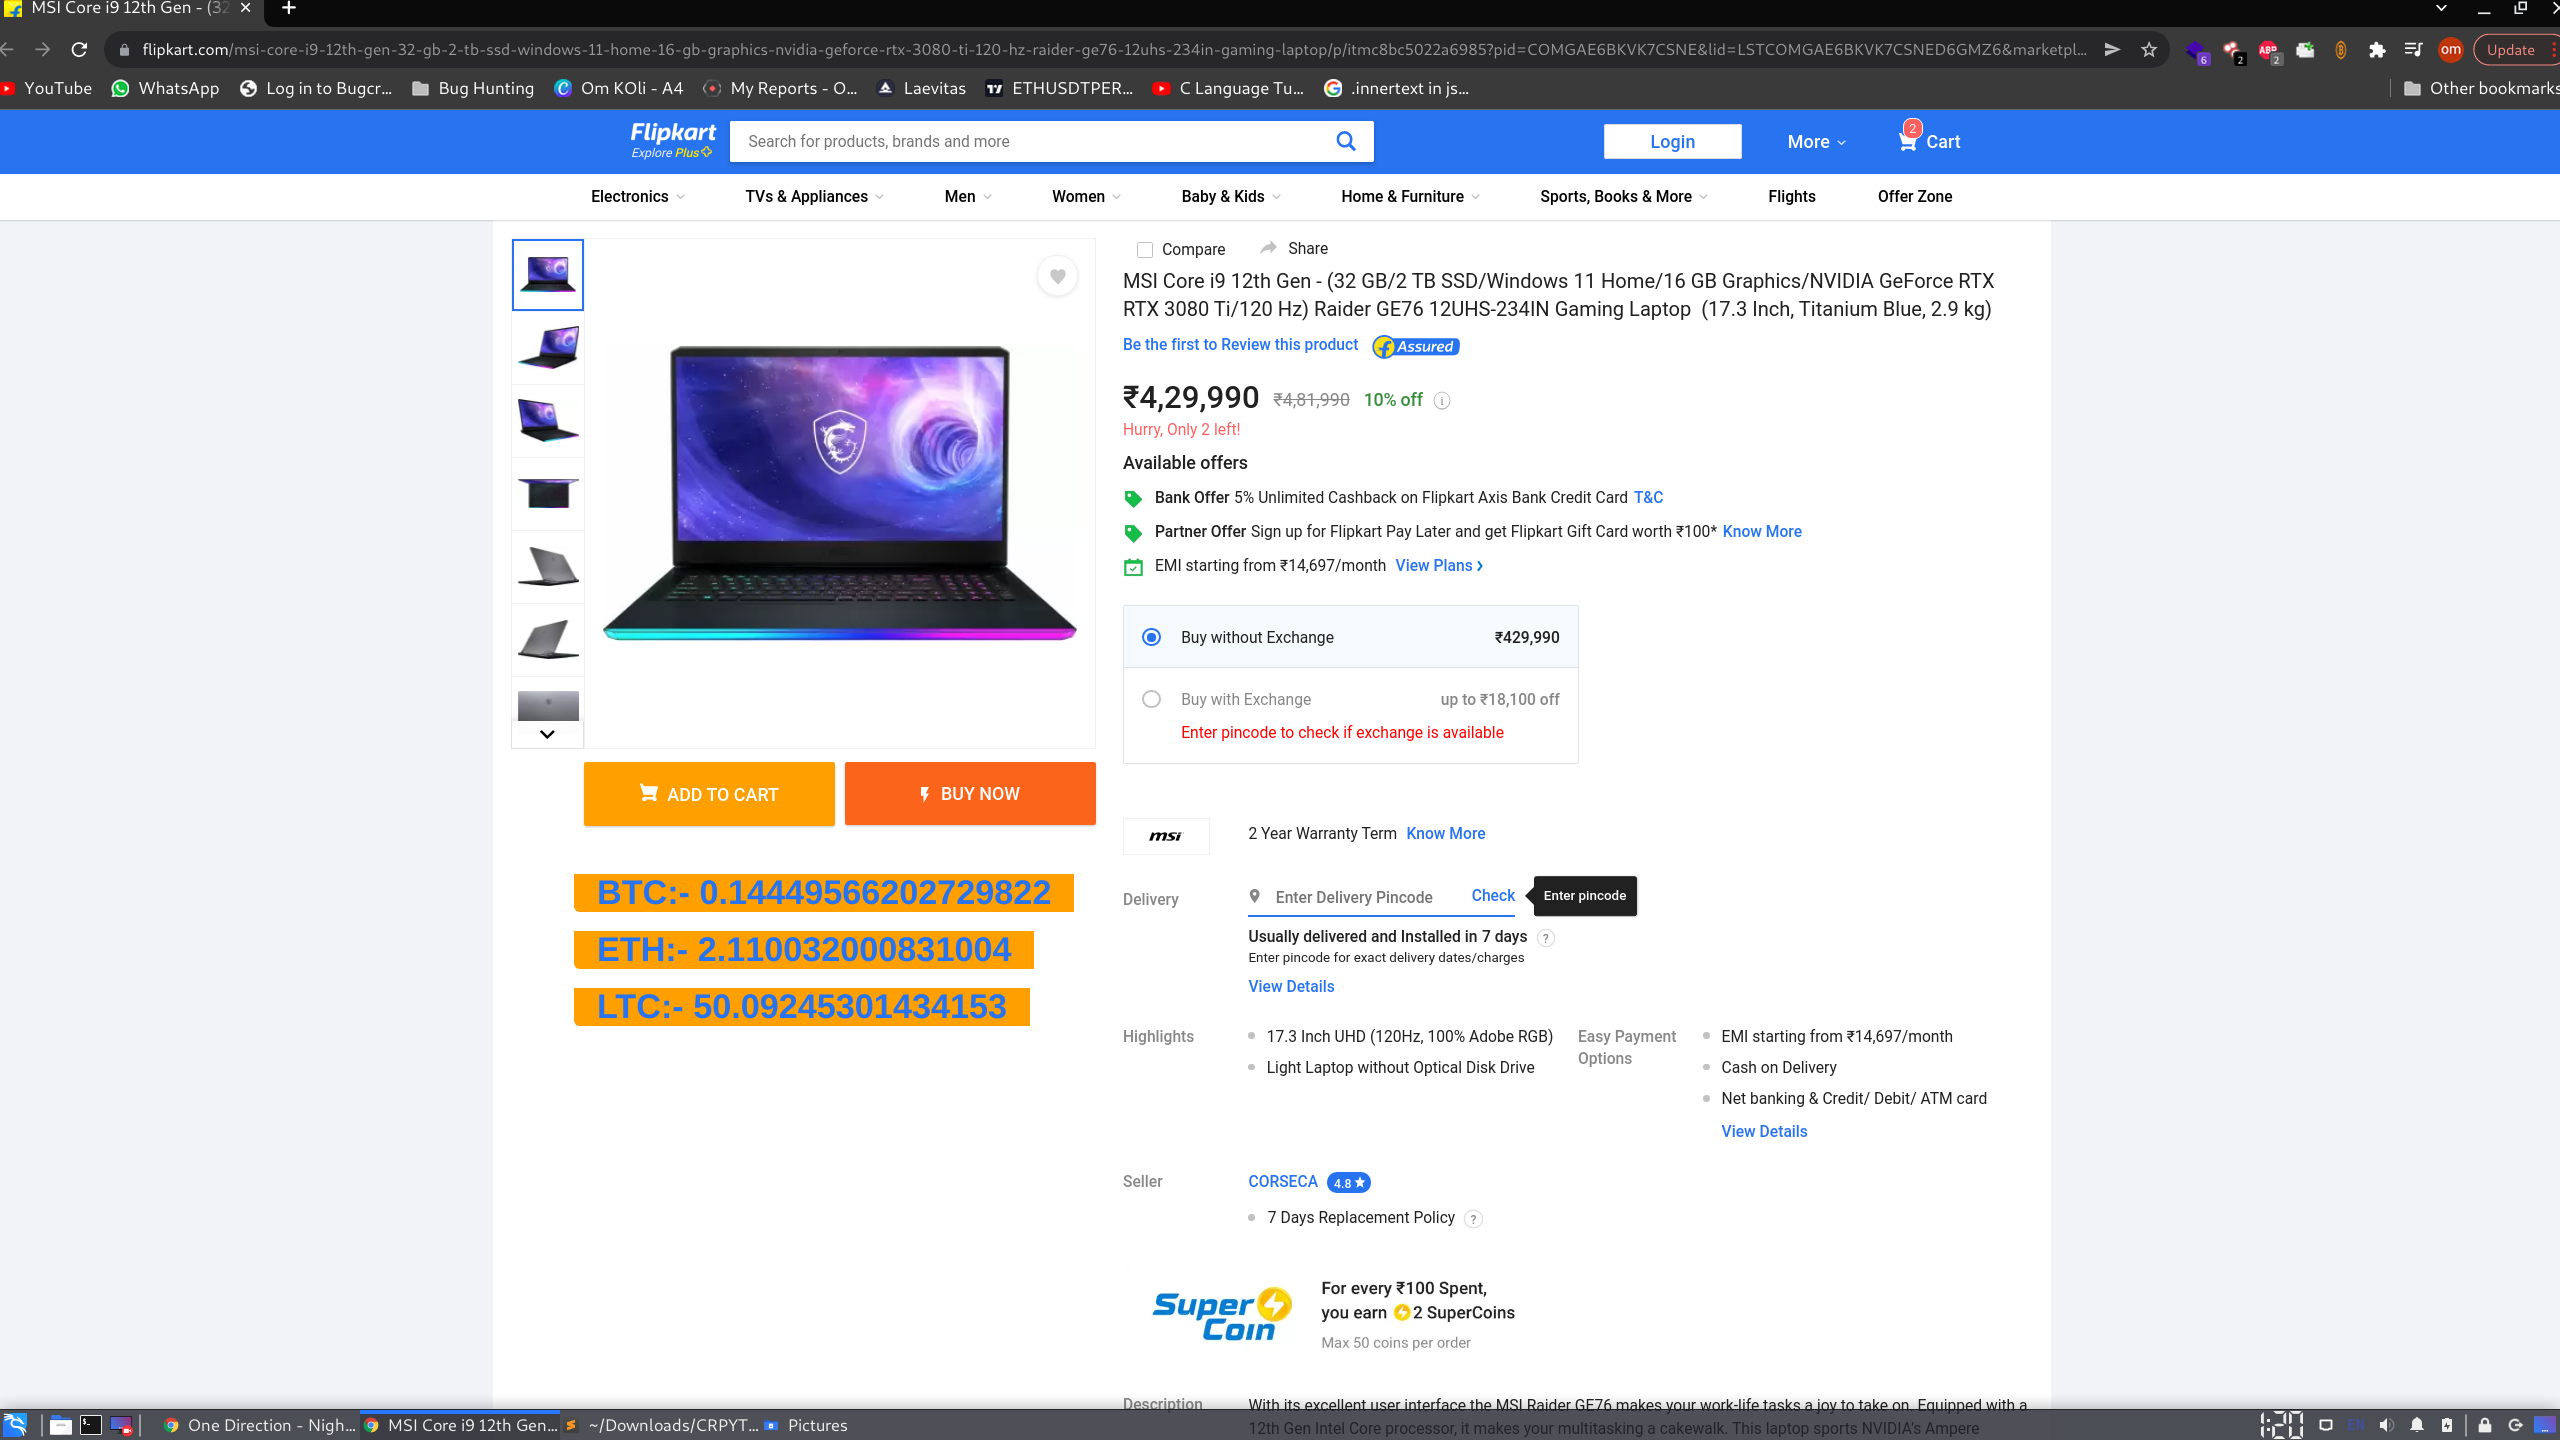 MSI Core i9 12th Gen - (32
flipkart.com/msi-core-i9-12th-gen-32-gb-2-tb-ssd-windows-11-home-16-gb-graphics-nvidia-geforce-rtx-3080-ti-120-hz-raider-ge76-12uhs-234in-gaming-laptop/p/itmc8bc5022a6985?pid=COMGAE6BKVK7CSNE&lid=LSTCOMGAE6BKVK7CSNED6GMZ6&marketpl...
6 2 ABP 2 om Update
YouTube WhatsApp Log in to Bugcr... Bug Hunting Om KOli - A4 My Reports - O... Laevitas ETHUSDTPER... C Language Tu... .innertext in js... Other bookmarks
Flipkart
Explore Plus
Search for products, brands and more
Login
More
2
Cart
Electronics TVs & Appliances Men Women Baby & Kids Home & Furniture Sports, Books & More Flights Offer Zone
Compare Share
MSI Core i9 12th Gen - (32 GB/2 TB SSD/Windows 11 Home/16 GB Graphics/NVIDIA GeForce RTX
RTX 3080 Ti/120 Hz) Raider GE76 12UHS-234IN Gaming Laptop (17.3 Inch, Titanium Blue, 2.9 kg)
Be the first to Review this product Assured
₹4,29,990 ₹4,81,990 10% off i
Hurry, Only 2 left!
Available offers
Bank Offer 5% Unlimited Cashback on Flipkart Axis Bank Credit Card T&C
Partner Offer Sign up for Flipkart Pay Later and get Flipkart Gift Card worth ₹100* Know More
EMI starting from ₹14,697/month View Plans
Buy without Exchange ₹429,990
Buy with Exchange up to ₹18,100 off
Enter pincode to check if exchange is available
ADD TO CART BUY NOW
BTC:- 0.14449566202729822
ETH:- 2.110032000831004
LTC:- 50.09245301434153
msi 2 Year Warranty Term Know More
Delivery Enter Delivery Pincode Check Enter pincode
Usually delivered and Installed in 7 days ?
Enter pincode for exact delivery dates/charges
View Details
Highlights
17.3 Inch UHD (120Hz, 100% Adobe RGB)
Light Laptop without Optical Disk Drive
Easy Payment
Options
EMI starting from ₹14,697/month
Cash on Delivery
Net banking & Credit/ Debit/ ATM card
View Details
Seller CORSECA 4.8
7 Days Replacement Policy ?
Super
Coin
For every ₹100 Spent,
you earn 2 SuperCoins
Max 50 coins per order
Description With its excellent user interface the MSI Raider GE76 makes your work-life tasks a joy to take on. Equipped with a
12th Gen Intel Core processor, it makes your multitasking a cakewalk. This laptop sports NVIDIA's Ampere
One Direction - Nigh... MSI Core i9 12th Gen... ~/Downloads/CRPYT... Pictures 1:20 EN